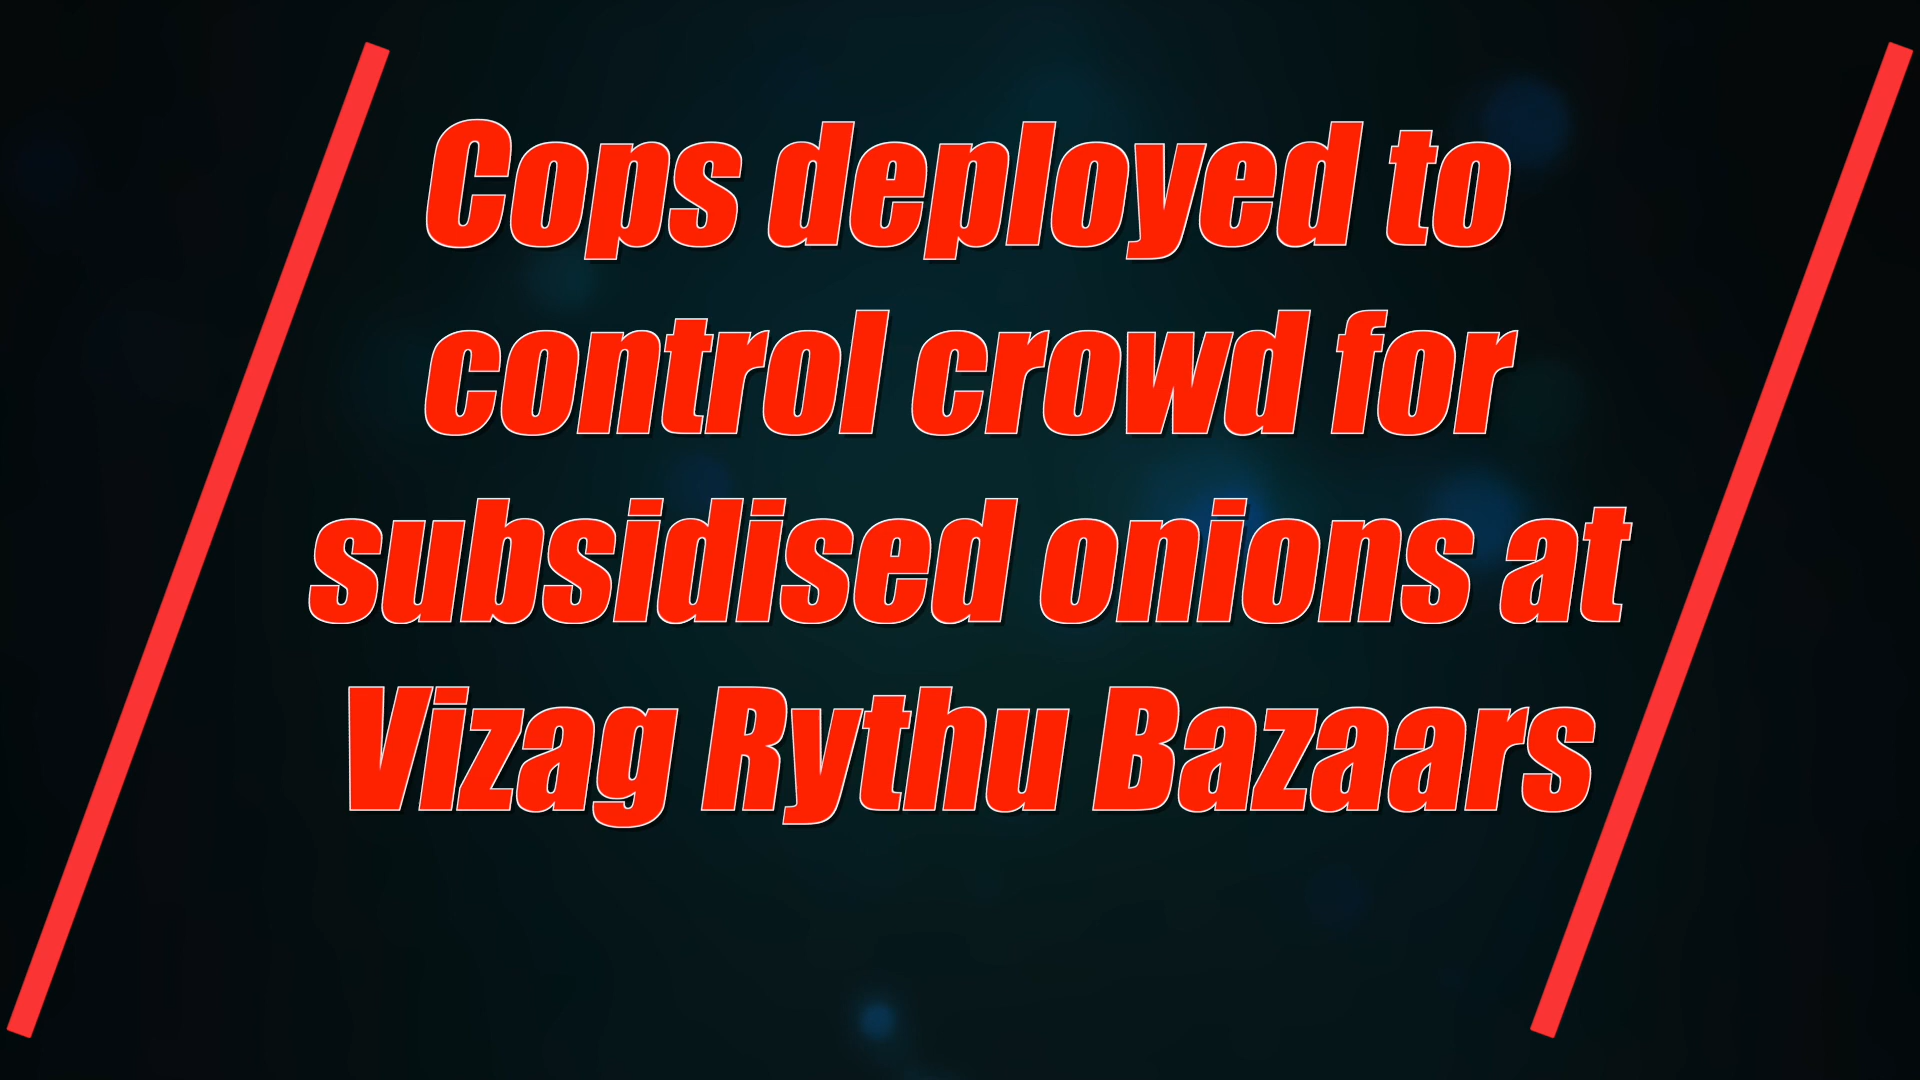 Cops deployed to
control crowd for
subsidised onions at
Vizag Rythu Bazaars